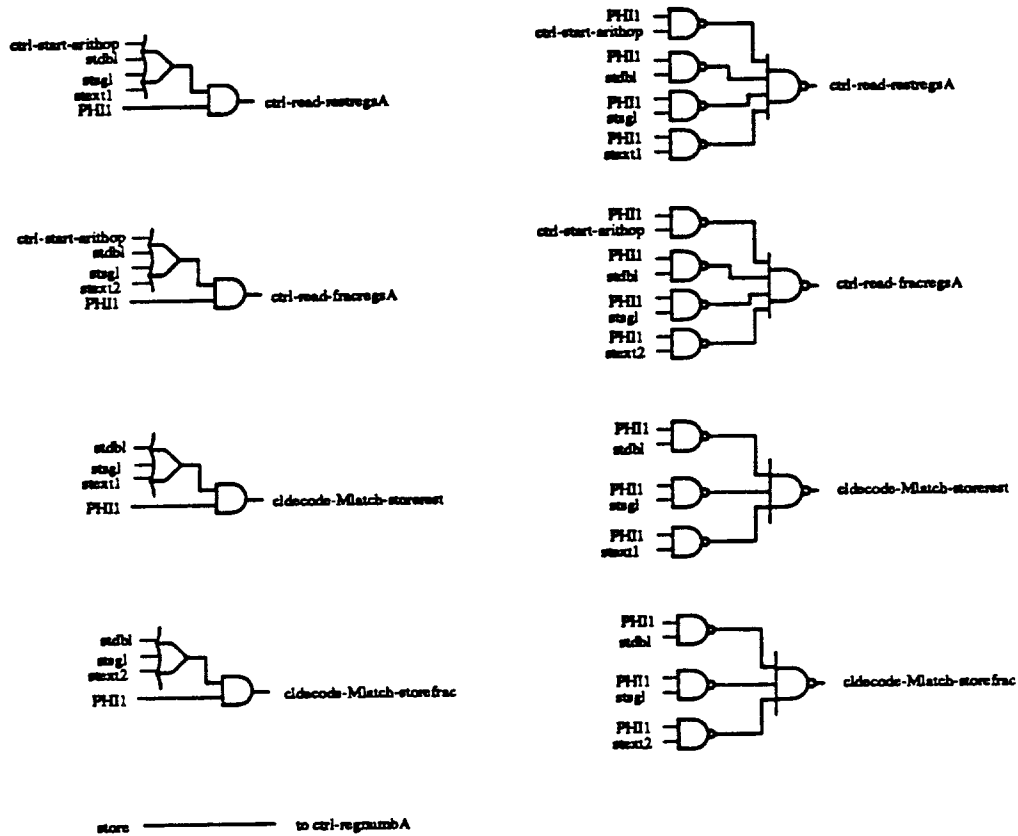 ctrl-start-arithop
stdbl
stsgl
stext1
PHI1
ctrl-read-restregsA
PHI1
ctrl-start-arithop
PHI1
stdbl
PHI1
stsgl
PHI1
stext1
ctrl-read-restregsA
ctrl-start-arithop
stdbl
stsgl
stext2
PHI1
ctrl-read-fracregsA
PHI1
ctrl-start-arithop
PHI1
stdbl
PHI1
stsgl
PHI1
stext2
ctrl-read-fracregsA
stdbl
stsgl
stext1
PHI1
cldecode-Mlatch-storerest
PHI1
stdbl
PHI1
stsgl
PHI1
stext1
cldecode-Mlatch-storerest
stdbl
stsgl
stext2
PHI1
cldecode-Mlatch-storefrac
PHI1
stdbl
PHI1
stsgl
PHI1
stext2
cldecode-Mlatch-storefrac
store
to ctrl-regnumbA